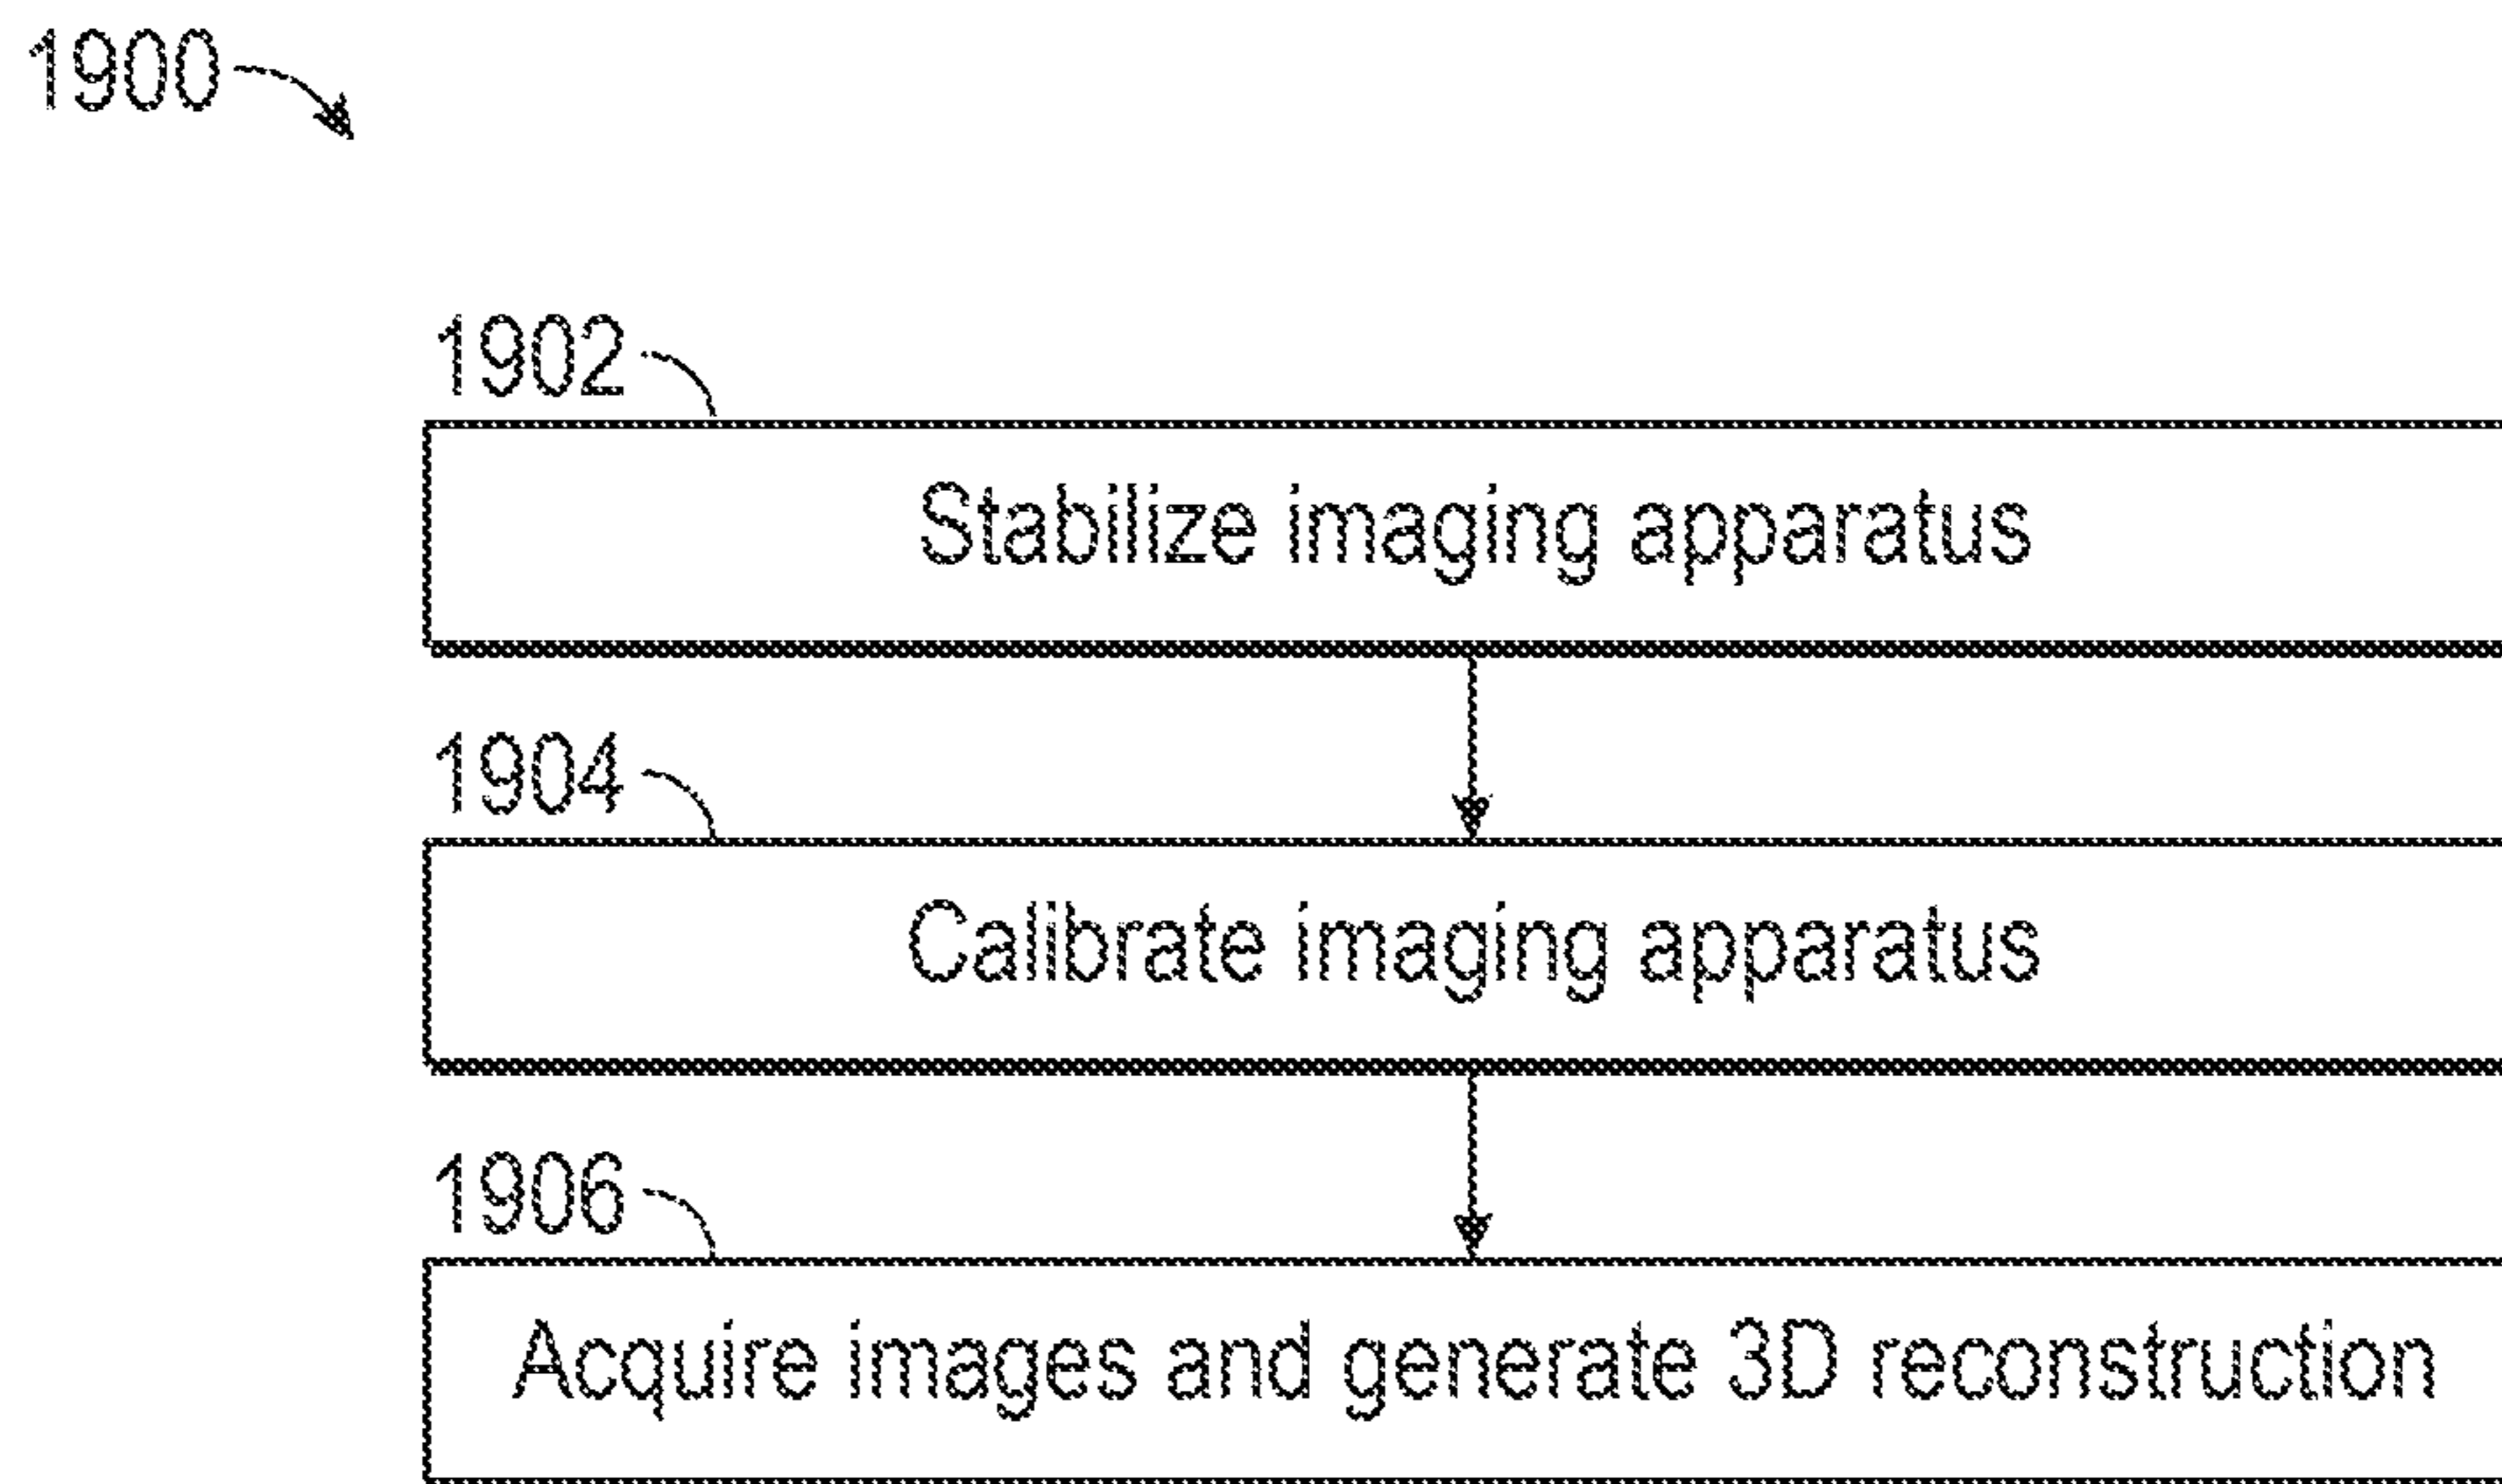 1900
1902
Stabilize imaging apparatus
1904
Calibrate imaging apparatus
1906
Acquire images and generate 3D reconstruction